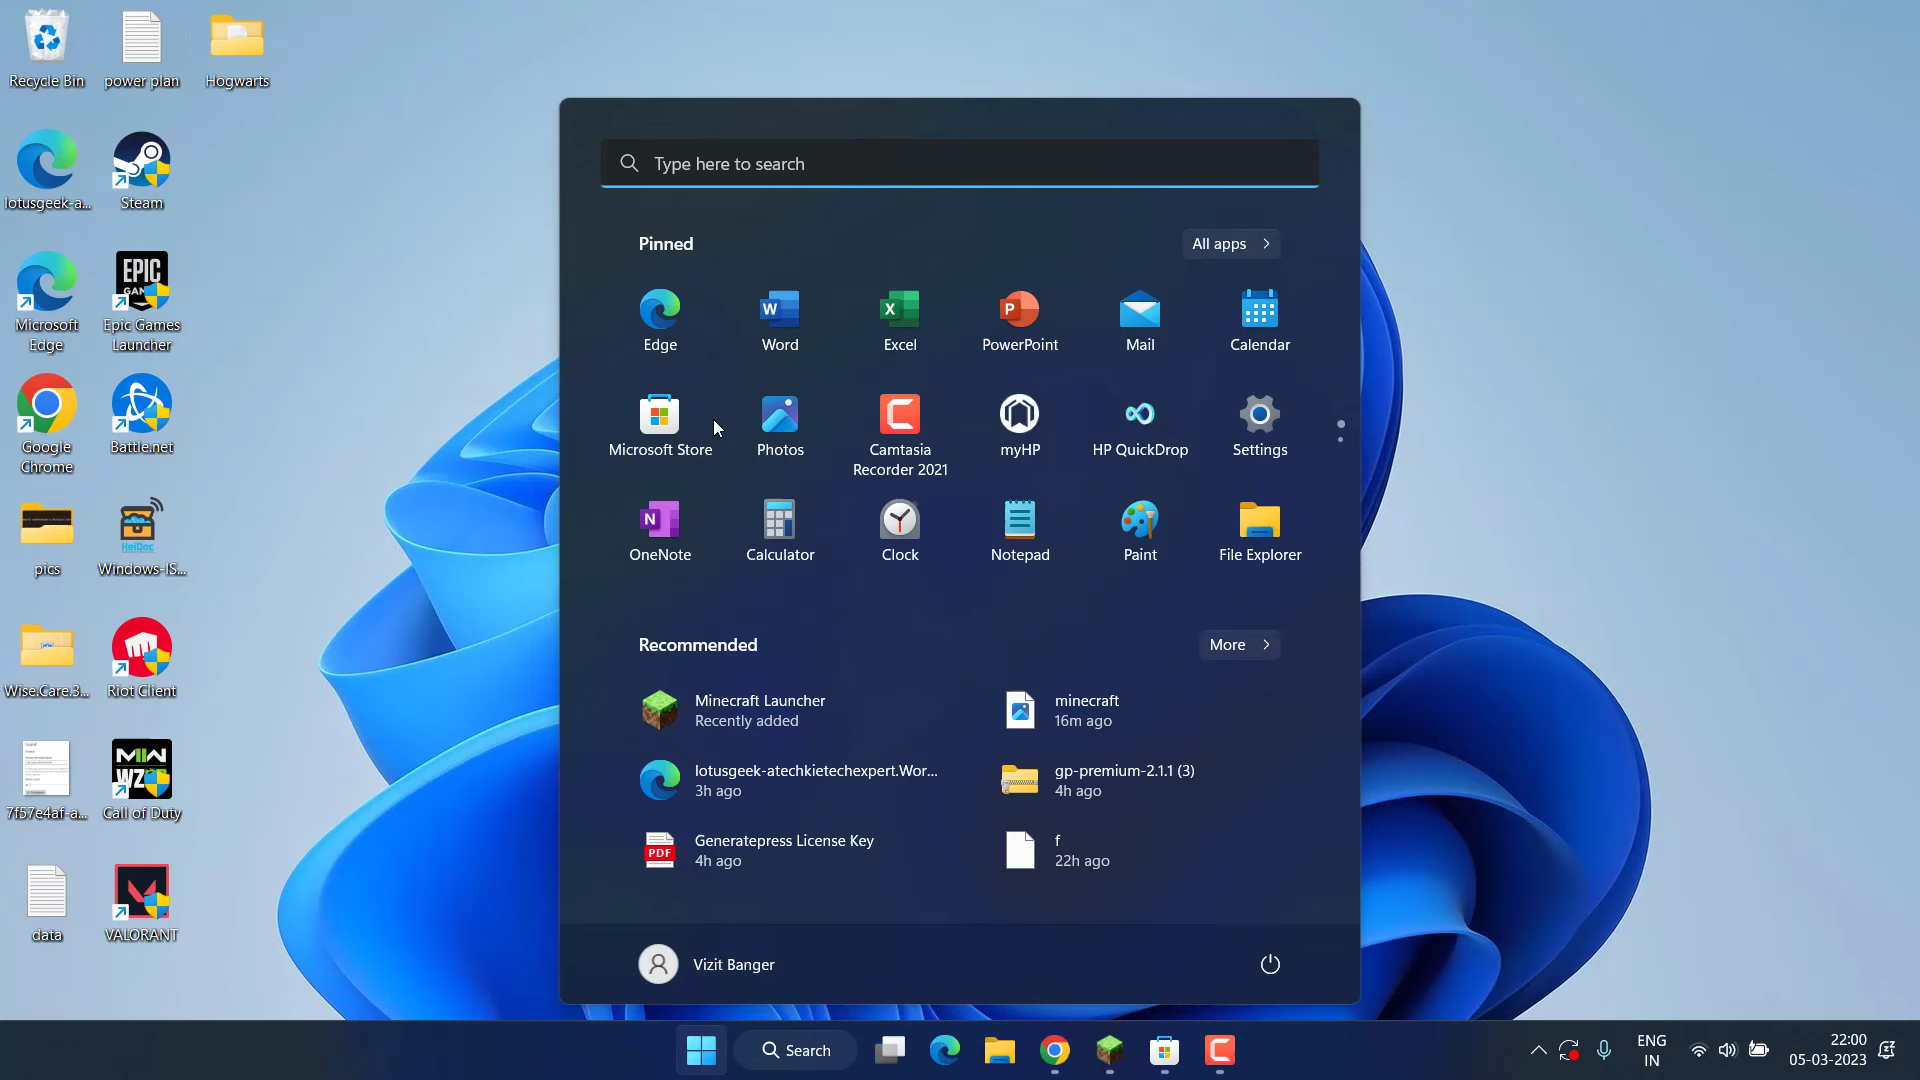 Recycle Bin
power plan
Hogwarts
lotusgeek-a...
Steam
Microsoft
Edge
EPIC
Epic Games
Launcher
Google
Chrome
Battle.net
pics
HeiDoc
Windows-IS...
Wise.Care.3...
Riot Client
7f57e4af-a...
MW
WZ
Call of Duty
data
VALORANT
Type here to search
Pinned
All apps
Edge
Word
Excel
PowerPoint
Mail
Calendar
Microsoft Store
Photos
Camtasia
Recorder 2021
myHP
HP QuickDrop
Settings
OneNote
Calculator
Clock
Notepad
Paint
File Explorer
Recommended
More
Minecraft Launcher
Recently added
minecraft
16m ago
lotusgeek-atechkietechexpert.Wor...
3h ago
gp-premium-2.1.1 (3)
4h ago
PDF
Generatepress License Key
4h ago
f
22h ago
Vizit Banger
Search
ENG
IN
22:00
05-03-2023